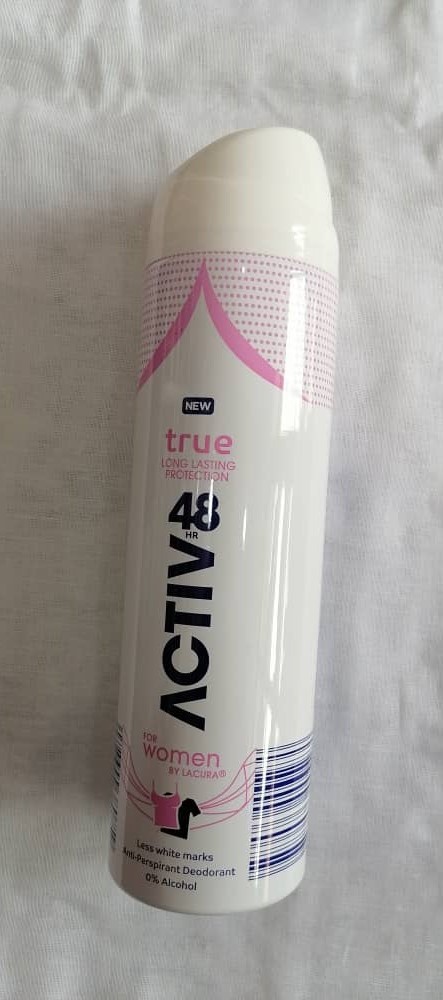 NEW
true
LONG LASTING
PROTECTION
48
HR
ACTIV
FOR
women
BY LACURA®
Less white marks
Anti-Perspirant Deodorant
0% Alcohol